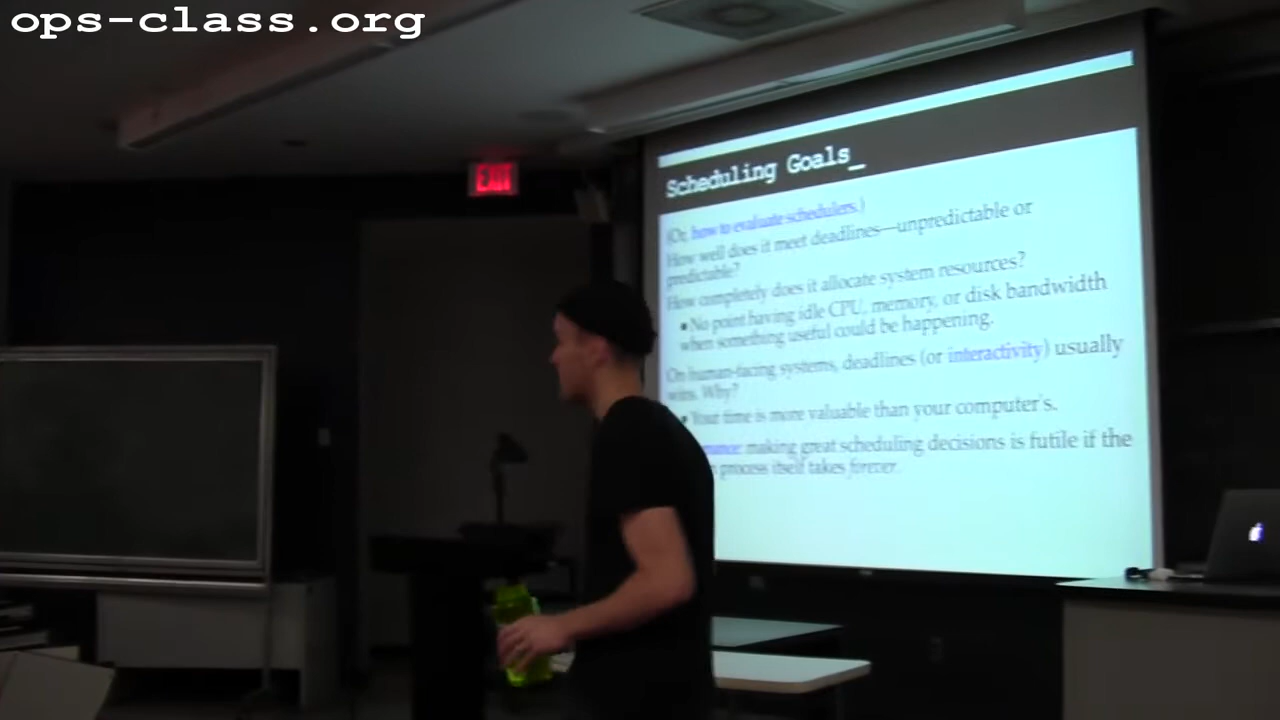 ops-class.org
EXIT
Scheduling Goals_
(Or, how to evaluate schedulers.)
How well does it meet deadlines—unpredictable or
predictable?
How completely does it allocate system resources?
▪ No point having idle CPU, memory, or disk bandwidth
when something useful could be happening.
On human-facing systems, deadlines (or interactivity) usually
wins. Why?
▪ Your time is more valuable than your computer's.
making great scheduling decisions is futile if the
process itself takes forever.